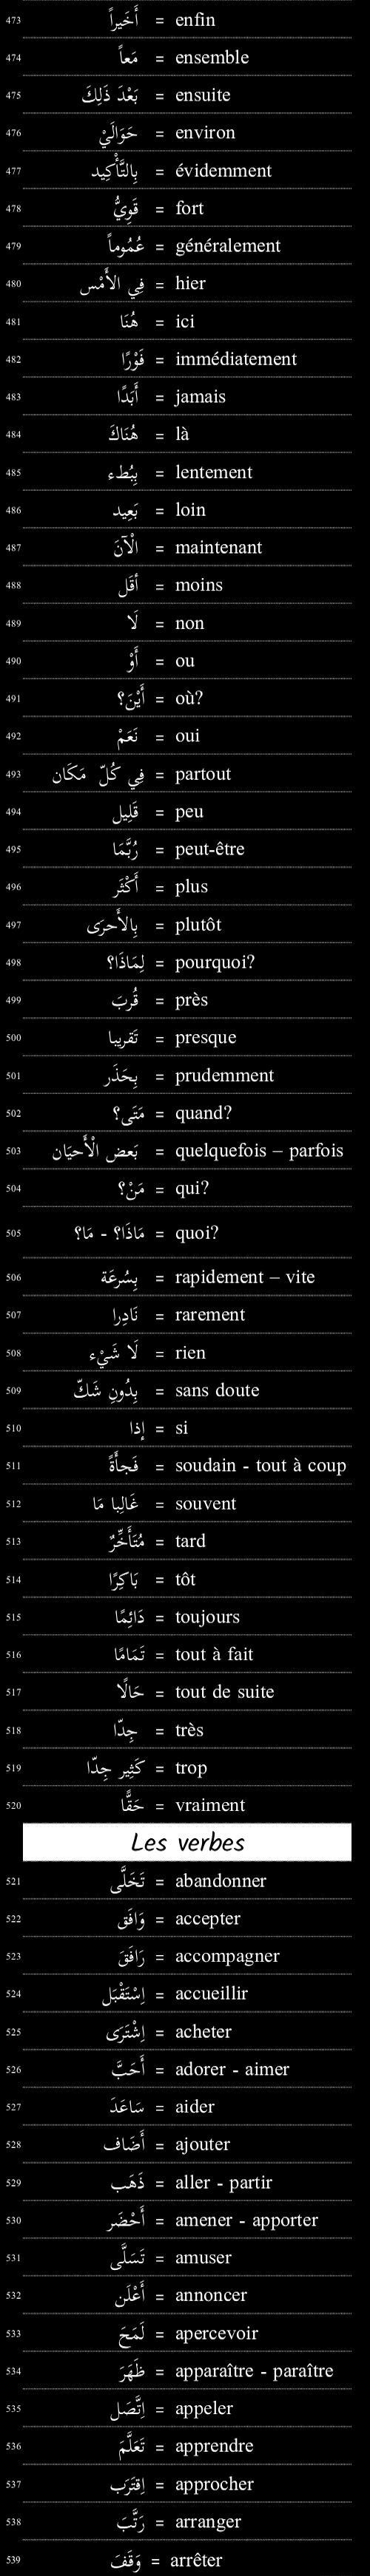 473 أَخَيراً = enfin
474 مَعاً = ensemble
475 بَعْدَ ذَلِكَ = ensuite
476 حَوَالَيْ = environ
477 بِالتَّأْكِيد = évidemment
478 قَوِيُّ = fort
479 عُمُوماً = généralement
480 فِي الأَمْس = hier
481 هُنَا = ici
482 فَوْرًا = immédiatement
483 أَبَدًا = jamais
484 هُنَاكَ = là
485 بِبُطء = lentement
486 بَعِيد = loin
487 الْآنَ = maintenant
488 أقَل = moins
489 لَا = non
490 أَوْ = ou
491 أَيْنَ؟ = où?
492 نَعَمْ = oui
493 فِي كُلّ مَكَان = partout
494 قَلِيل = peu
495 رُبَّمَا = peut-être
496 أَكْثَر = plus
497 بِالأَحرَى = plutôt
498 لِمَاذَا؟ = pourquoi?
499 قُربَ = près
500 تَقرِيبا = presque
501 بِحَذَر = prudemment
502 مَتَى؟ = quand?
503 بَعض الْأَحيَان = quelquefois – parfois
504 مَنْ؟ = qui?
505 مَاذَا؟ - مَا؟ = quoi?
506 بِسُرعَة = rapidement – vite
507 نَادِرا = rarement
508 لَا شَيْء = rien
509 بِدُونِ شَكّ = sans doute
510 إذا = si
511 فَجأَةً = soudain - tout à coup
512 غَالِبا مَا = souvent
513 مُتَأَخِّرٌ = tard
514 بَاكِرًا = tôt
515 دَائِمًا = toujours
516 تَمَامًا = tout à fait
517 حَالًا = tout de suite
518 جِدّا = très
519 كَثِير جِدّا = trop
520 حَقًّا = vraiment
Les verbes
521 تَخَلَّى = abandonner
522 وَافَق = accepter
523 رَافَقَ = accompagner
524 اِسْتَقْبَل = accueillir
525 اِشْتَرَى = acheter
526 أَحَبَّ = adorer - aimer
527 سَاعَدَ = aider
528 أَضَاف = ajouter
529 ذَهَب = aller - partir
530 أَحْضَر = amener - apporter
531 تَسَلَّى = amuser
532 أَعْلَن = annoncer
533 لَمَحَ = apercevoir
534 ظَهَرَ = apparaître - paraître
535 اِتَّصَل = appeler
536 تَعَلَّمَ = apprendre
537 اِقتَرَب = approcher
538 رَتَّبَ = arranger
539 وَقَفَ = arrêter